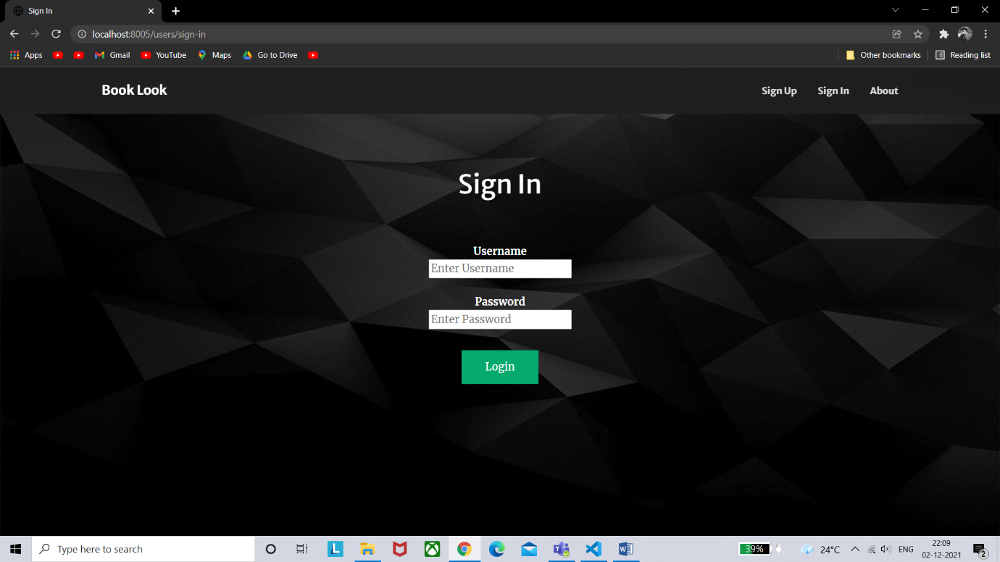 Sign In
localhost:8005/users/sign-in
Apps Gmail YouTube Maps Go to Drive Other bookmarks Reading list
Book Look Sign Up Sign In About
Sign In
Username
Enter Username
Password
Enter Password
Login
Type here to search L 39% 24°C ENG 22:09
02-12-2021 2